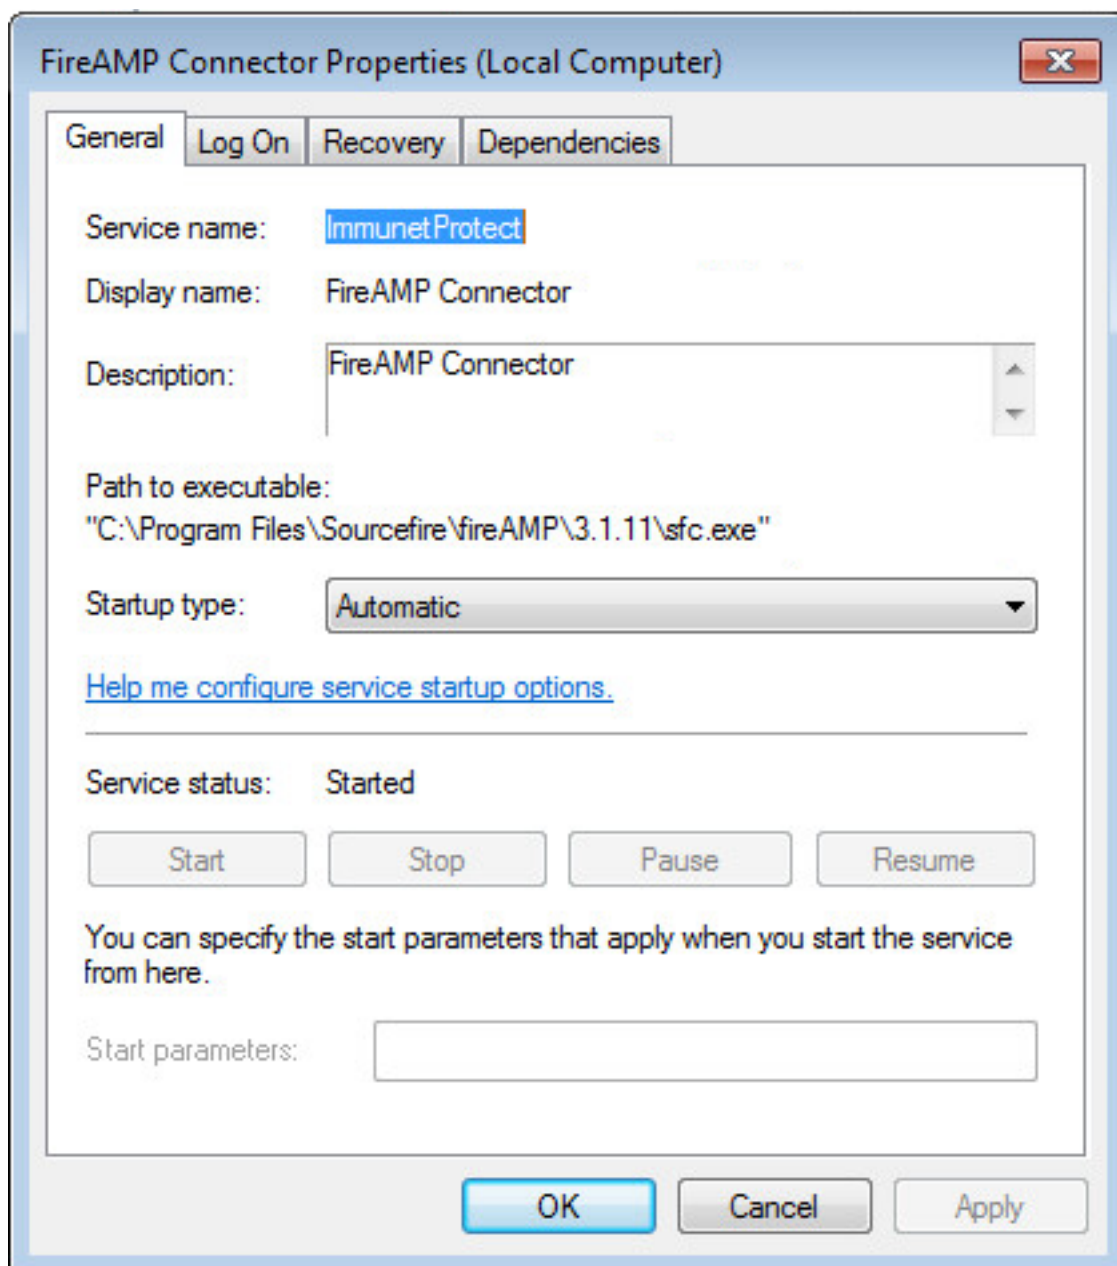 FireAMP Connector Properties (Local Computer)
General Log On Recovery Dependencies
Service name: ImmunetProtect
Display name: FireAMP Connector
Description: FireAMP Connector
Path to executable:
"C:\Program Files\Sourcefire\fireAMP\3.1.11\sfc.exe"
Startup type: Automatic
Help me configure service startup options.
Service status: Started
Start Stop Pause Resume
You can specify the start parameters that apply when you start the service
from here.
Start parameters:
OK Cancel Apply